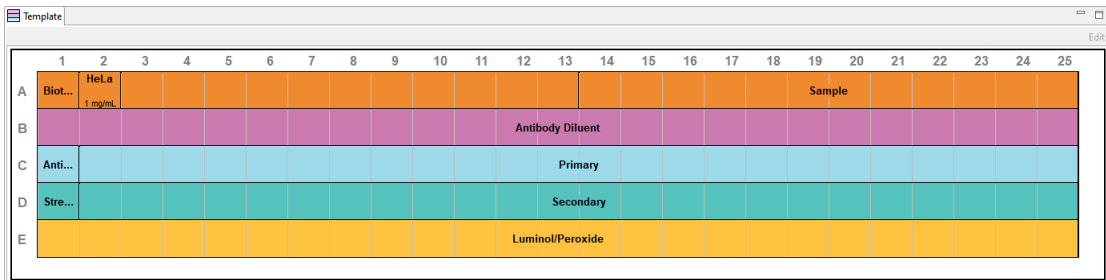 Template
Edit
1 2 3 4 5 6 7 8 9 10 11 12 13 14 15 16 17 18 19 20 21 22 23 24 25
A Biot... HeLa Sample
1 mg/mL
B Antibody Diluent
C Anti... Primary
D Stre... Secondary
E Luminol/Peroxide